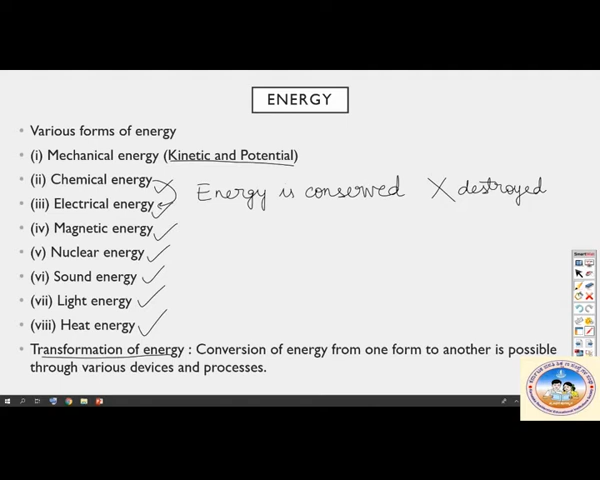 ENERGY
• Various forms of energy
• (i) Mechanical energy (Kinetic and Potential)
• (ii) Chemical energy
Energy is conserved X destroyed
• (iii) Electrical energy
• (iv) Magnetic energy
• (v) Nuclear energy
• (vi) Sound energy
• (vii) Light energy
• (viii) Heat energy
• Transformation of energy : Conversion of energy from one form to another is possible
through various devices and processes.